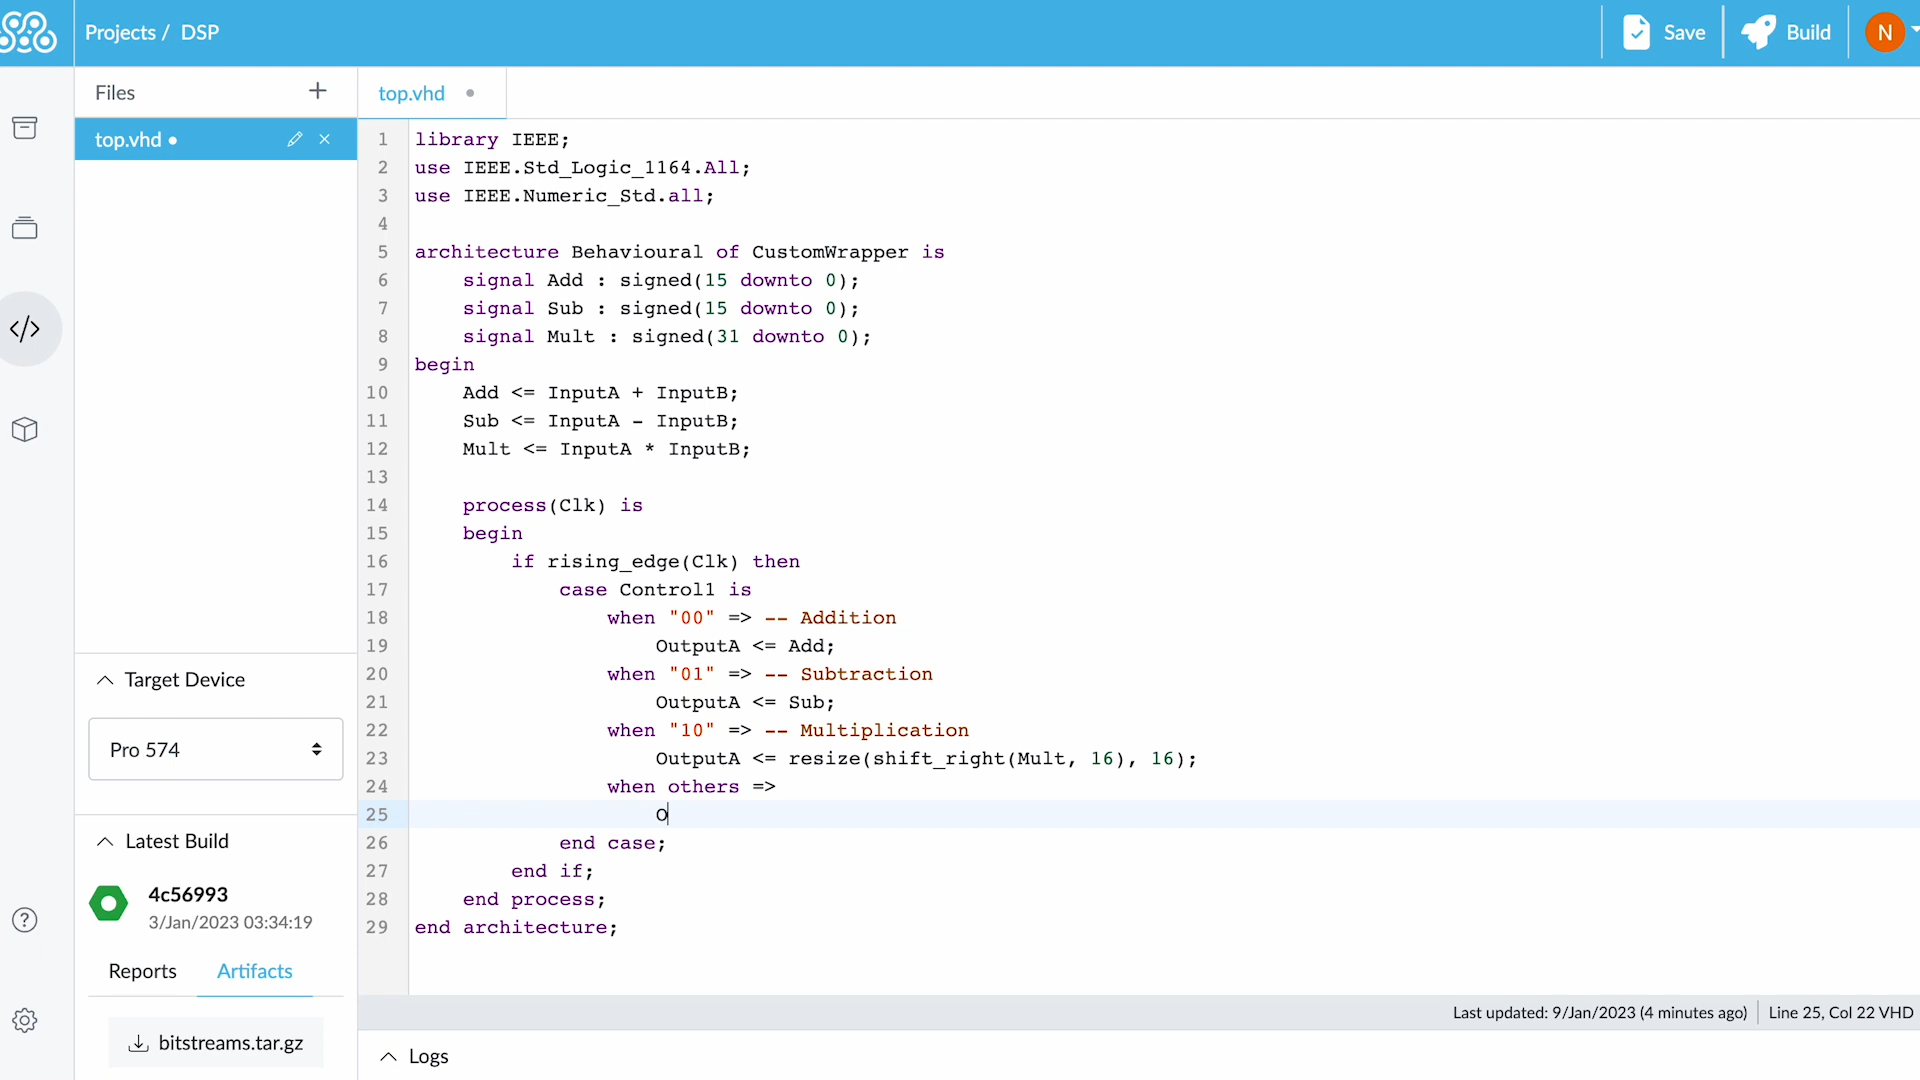 Projects / DSP
Save
Build
N
Files +
top.vhd
top.vhd
1 library IEEE;
2 use IEEE.Std_Logic_1164.All;
3 use IEEE.Numeric_Std.all;
4
5 architecture Behavioural of CustomWrapper is
6 signal Add : signed(15 downto 0);
7 signal Sub : signed(15 downto 0);
8 signal Mult : signed(31 downto 0);
9 begin
10 Add <= InputA + InputB;
11 Sub <= InputA - InputB;
12 Mult <= InputA * InputB;
13
14 process(Clk) is
15 begin
16 if rising_edge(Clk) then
17 case Control1 is
18 when "00" => -- Addition
19 OutputA <= Add;
20 when "01" => -- Subtraction
21 OutputA <= Sub;
22 when "10" => -- Multiplication
23 OutputA <= resize(shift_right(Mult, 16), 16);
24 when others =>
25 O
26 end case;
27 end if;
28 end process;
29 end architecture;
Target Device
Pro 574
Latest Build
4c56993
3/Jan/2023 03:34:19
Reports Artifacts
bitstreams.tar.gz
Last updated: 9/Jan/2023 (4 minutes ago) Line 25, Col 22 VHD
Logs